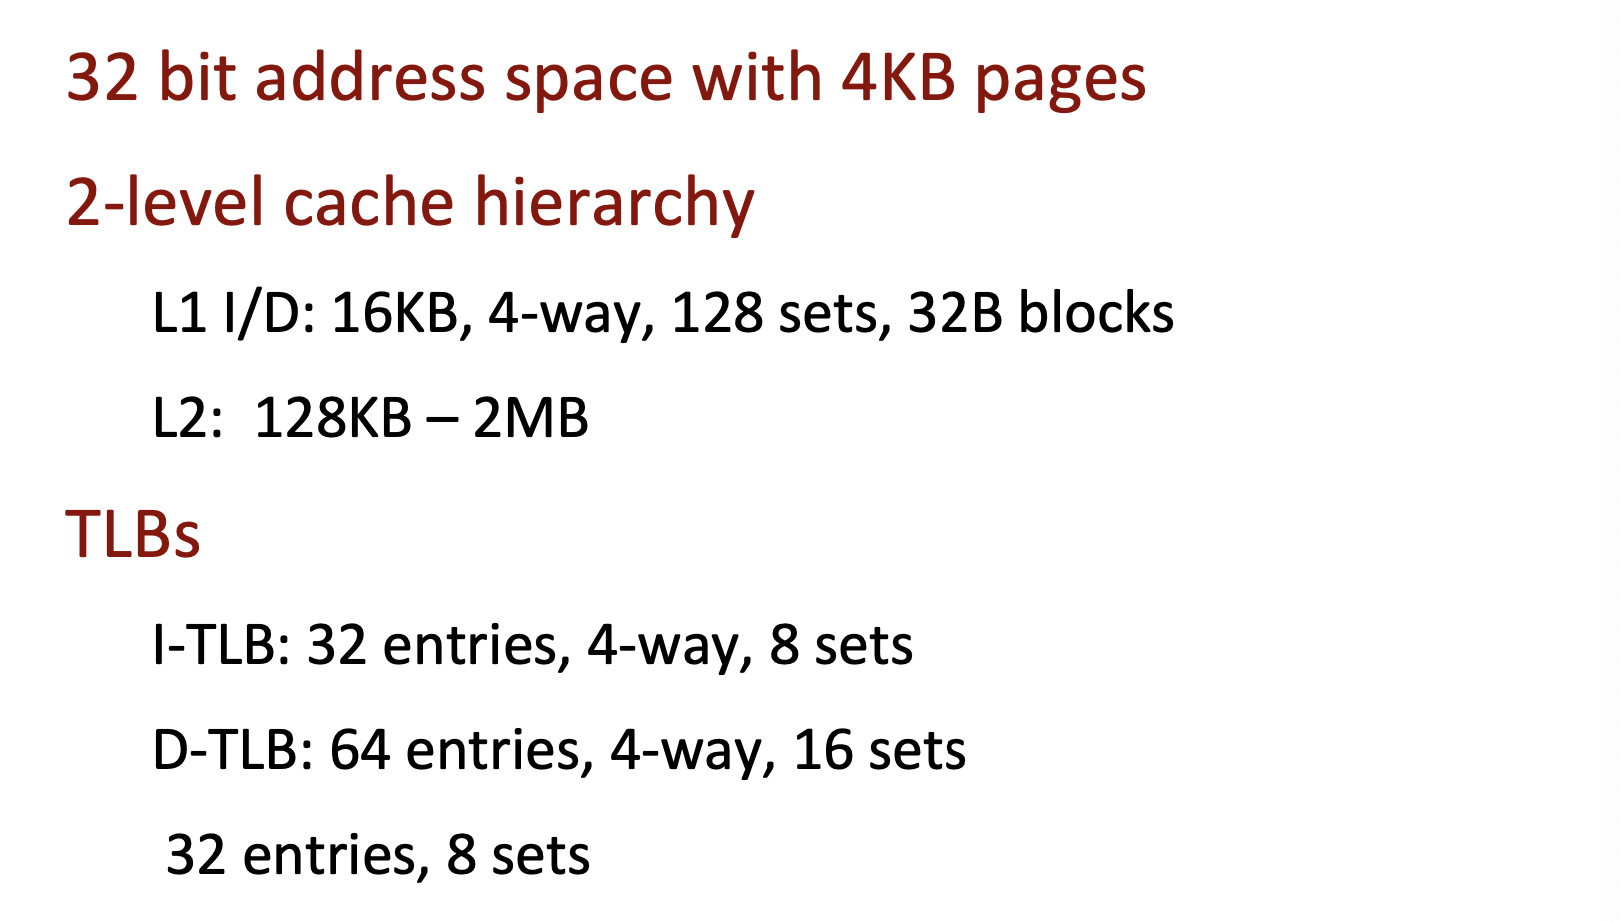 32 bit address space with 4KB pages
2-level cache hierarchy
L1 I/D: 16KB, 4-way, 128 sets, 32B blocks
L2:  128KB – 2MB
TLBs
I-TLB: 32 entries, 4-way, 8 sets
D-TLB: 64 entries, 4-way, 16 sets
32 entries, 8 sets